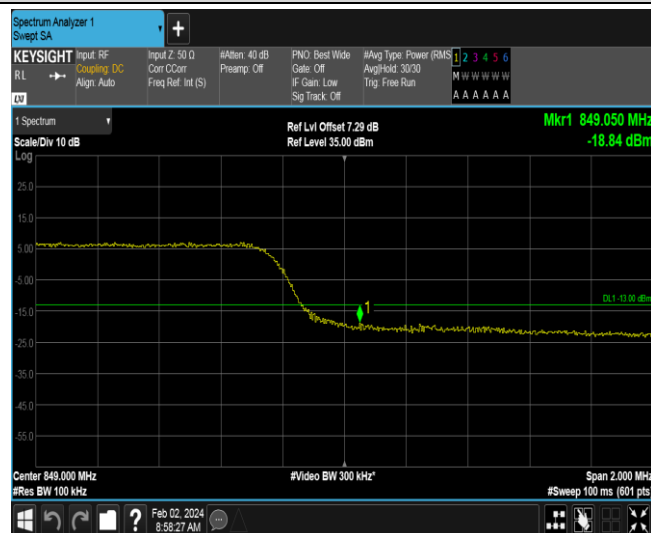 Spectrum Analyzer 1
Swept SA
KEYSIGHT
RL
LXI
Input: RF
Coupling: DC
Align: Auto
Input Z: 50 Ω
Corr CCorr
Freq Ref: Int (S)
#Atten: 40 dB
Preamp: Off
PNO: Best Wide
Gate: Off
IF Gain: Low
Sig Track: Off
#Avg Type: Power (RMS
Avg|Hold: 30/30
Trig: Free Run
1 2 3 4 5 6
M W W W W W
A A A A A A
1 Spectrum
Scale/Div 10 dB
Log
Ref Lvl Offset 7.29 dB
Ref Level 35.00 dBm
Mkr1 849.050 MHz
-18.84 dBm
25.0
15.0
5.00
-5.00
-15.0
-25.0
-35.0
-45.0
-55.0
DL1 -13.00 dBm
1
Center 849.000 MHz
#Res BW 100 kHz
#Video BW 300 kHz*
Span 2.000 MHz
#Sweep 100 ms (601 pts)
?
Feb 02, 2024
8:58:27 AM